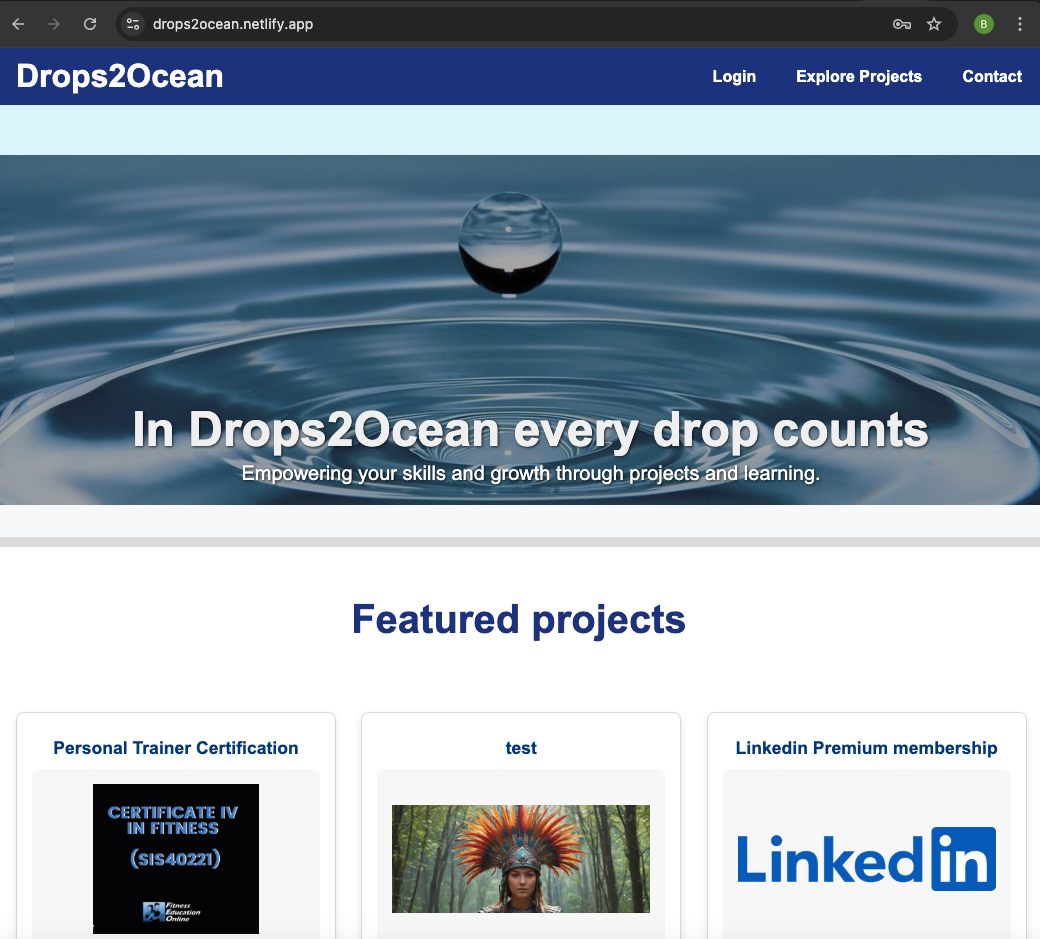 drops2ocean.netlify.app
B
Drops2Ocean
Login
Explore Projects
Contact
In Drops2Ocean every drop counts
Empowering your skills and growth through projects and learning.
Featured projects
Personal Trainer Certification
CERTIFICATE IV
IN FITNESS
(SIS40221)
Fitness
Education
Online
test
Linkedin Premium membership
Linkedin